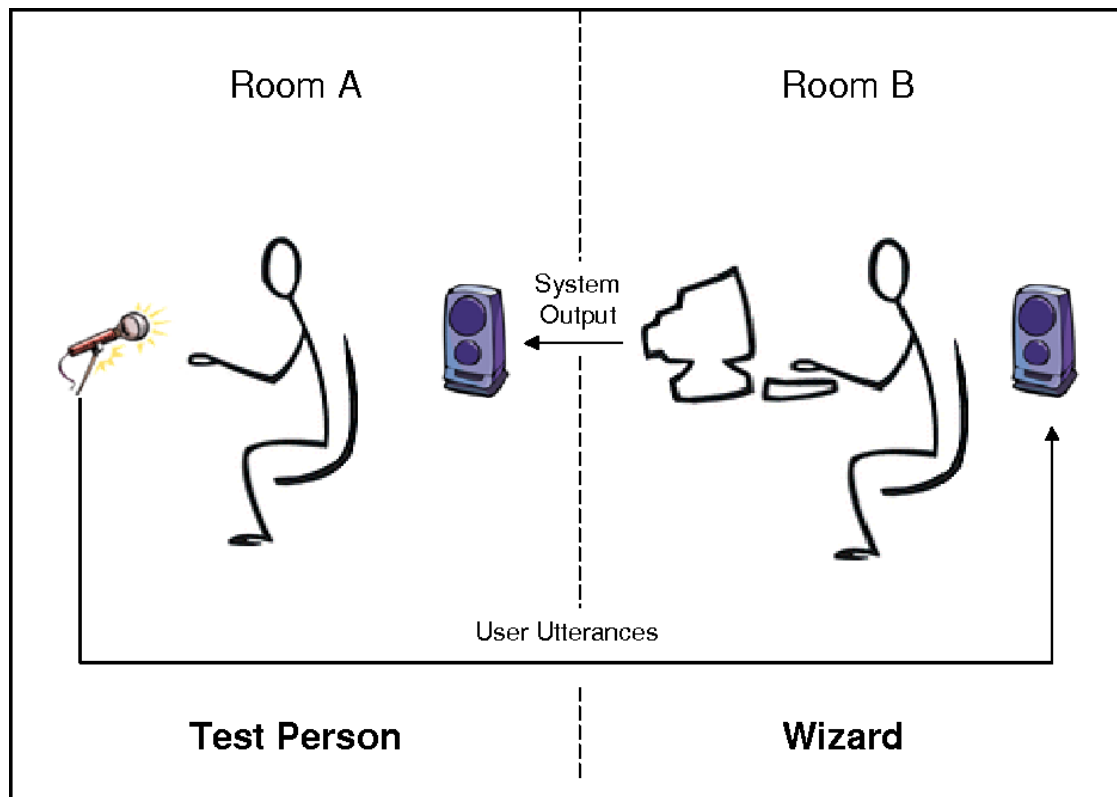 Room A
Room B
System
Output
User Utterances
Test Person
Wizard